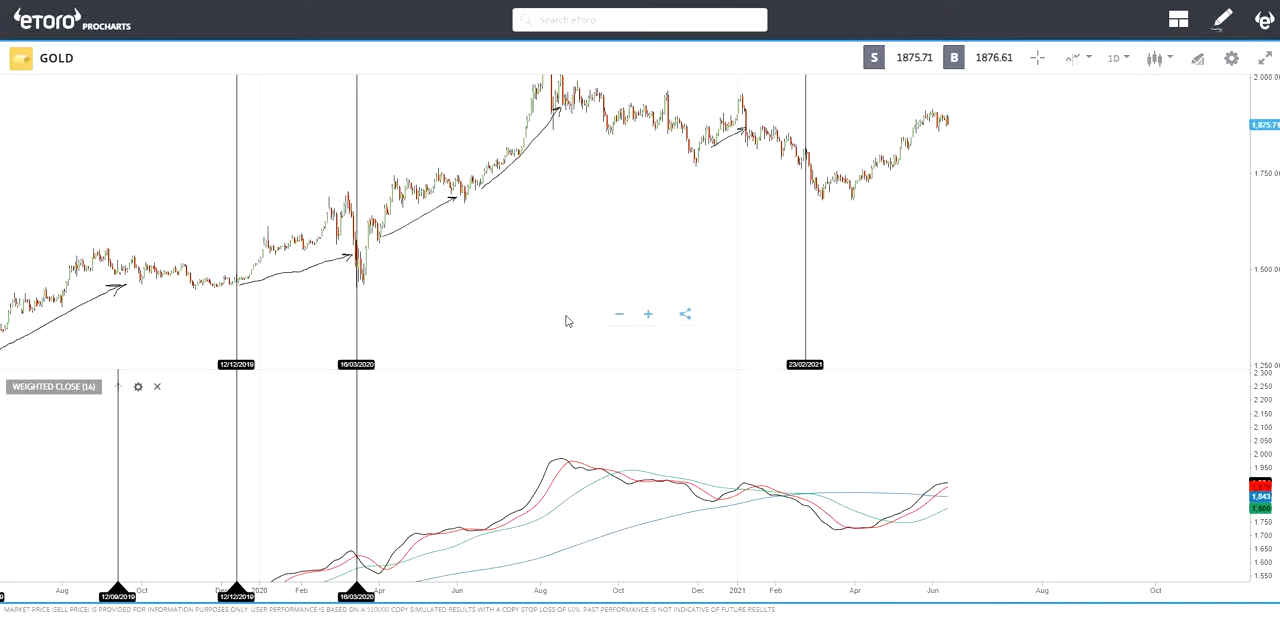 eToro PROCHARTS
Search eToro
GOLD
S 1875.71 B 1876.61
1D
2.000.00
1,875.71
1,750.00
1,500.00
1,250.00
12/12/2019 16/03/2020 23/02/2021
WEIGHTED CLOSE (14)
2.300
2.250
2.200
2.150
2.100
2.050
2.000
1.950
1,843
1,800
1.750
1.700
1.650
1.600
1.550
Aug Oct 2020 Feb Apr Jun Aug Oct Dec 2021 Feb Apr Jun Aug Oct
12/09/2019 12/12/2019 16/03/2020
MARKET PRICE (SELL PRICE) IS PROVIDED FOR INFORMATION PURPOSES ONLY. USER PERFORMANCE IS BASED ON A $10000 COPY SIMULATED RESULTS WITH A COPY STOP LOSS OF 60%. PAST PERFORMANCE IS NOT INDICATIVE OF FUTURE RESULTS